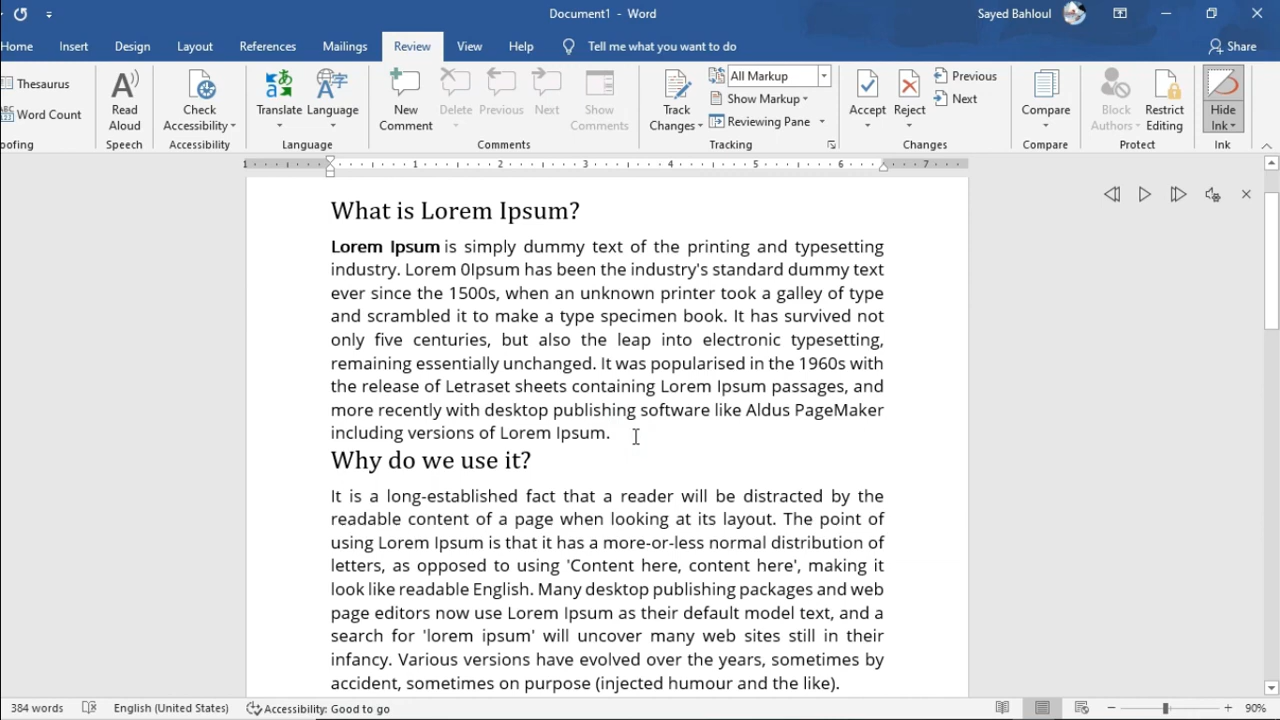 Document1 - Word
Sayed Bahloul
Home Insert Design Layout References Mailings Review View Help Tell me what you want to do Share
Thesaurus
Word Count
oofing
Read Aloud
Speech
Check Accessibility
Accessibility
Translate Language
Language
New Comment Delete Previous Next Show Comments
Comments
Track Changes
All Markup
Show Markup
Reviewing Pane
Tracking
Accept Reject
Previous
Next
Changes
Compare
Compare
Block Authors Restrict Editing
Protect
Hide Ink
Ink
1 1 2 3 4 5 6 7
What is Lorem Ipsum?
Lorem Ipsum is simply dummy text of the printing and typesetting
industry. Lorem 0Ipsum has been the industry's standard dummy text
ever since the 1500s, when an unknown printer took a galley of type
and scrambled it to make a type specimen book. It has survived not
only five centuries, but also the leap into electronic typesetting,
remaining essentially unchanged. It was popularised in the 1960s with
the release of Letraset sheets containing Lorem Ipsum passages, and
more recently with desktop publishing software like Aldus PageMaker
including versions of Lorem Ipsum.
Why do we use it?
It is a long-established fact that a reader will be distracted by the
readable content of a page when looking at its layout. The point of
using Lorem Ipsum is that it has a more-or-less normal distribution of
letters, as opposed to using 'Content here, content here', making it
look like readable English. Many desktop publishing packages and web
page editors now use Lorem Ipsum as their default model text, and a
search for 'lorem ipsum' will uncover many web sites still in their
infancy. Various versions have evolved over the years, sometimes by
accident, sometimes on purpose (injected humour and the like).
384 words English (United States) Accessibility: Good to go 90%